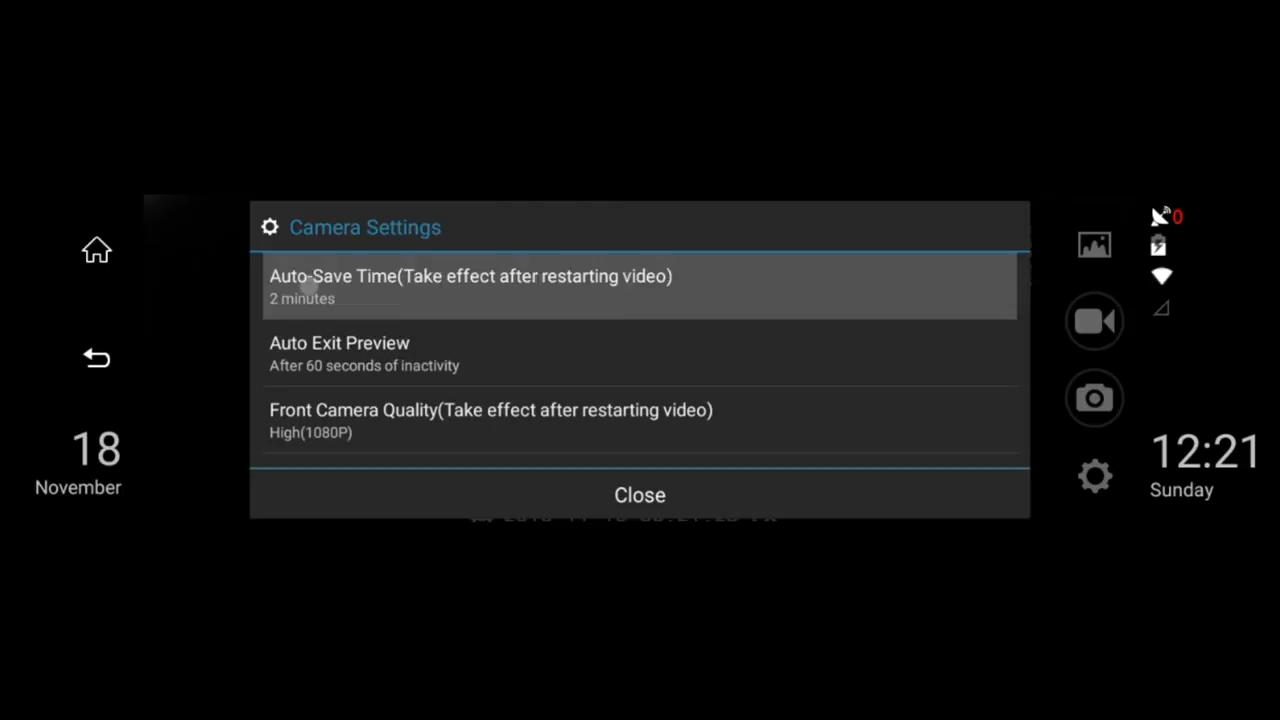 Camera Settings
Auto-Save Time(Take effect after restarting video)
2 minutes
Auto Exit Preview
After 60 seconds of inactivity
Front Camera Quality(Take effect after restarting video)
High(1080P)
Close
18
November
0
12:21
Sunday